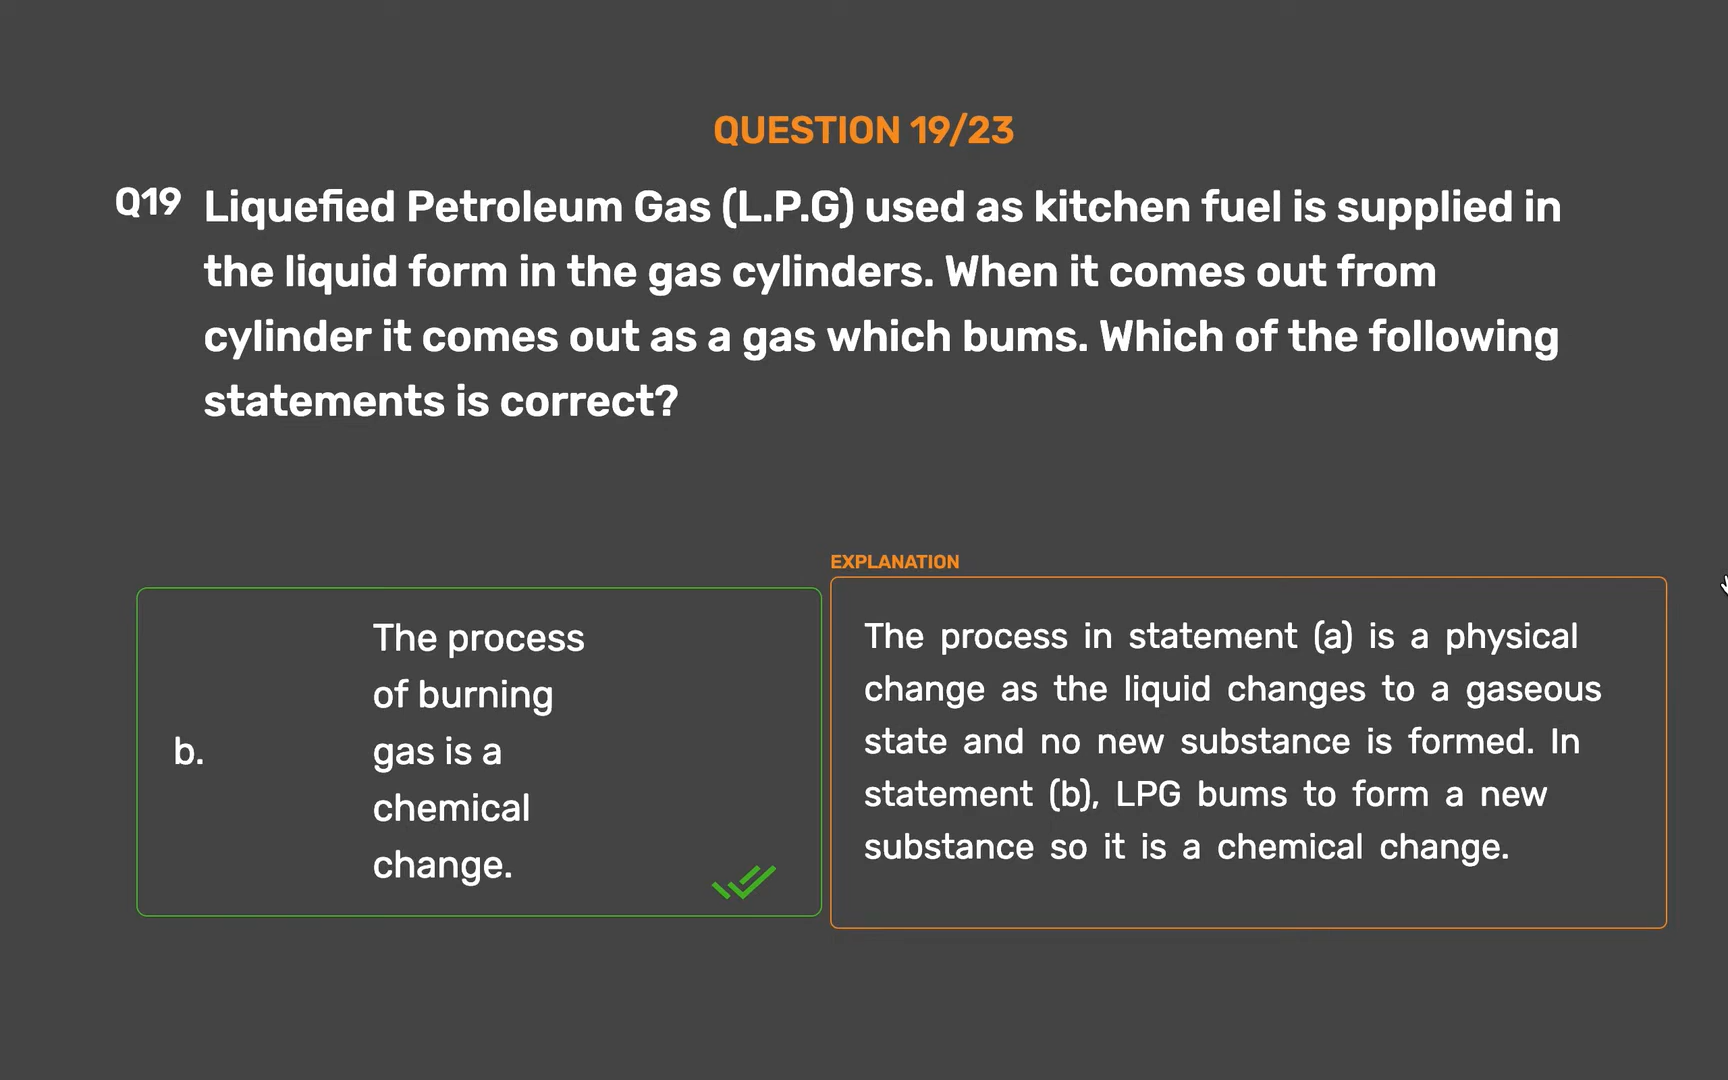 QUESTION 19/23
Q19 Liquefied Petroleum Gas (L.P.G) used as kitchen fuel is supplied in
the liquid form in the gas cylinders. When it comes out from
cylinder it comes out as a gas which bums. Which of the following
statements is correct?
b.
The process
of burning
gas is a
chemical
change.
EXPLANATION
The process in statement (a) is a physical
change as the liquid changes to a gaseous
state and no new substance is formed. In
statement (b), LPG bums to form a new
substance so it is a chemical change.